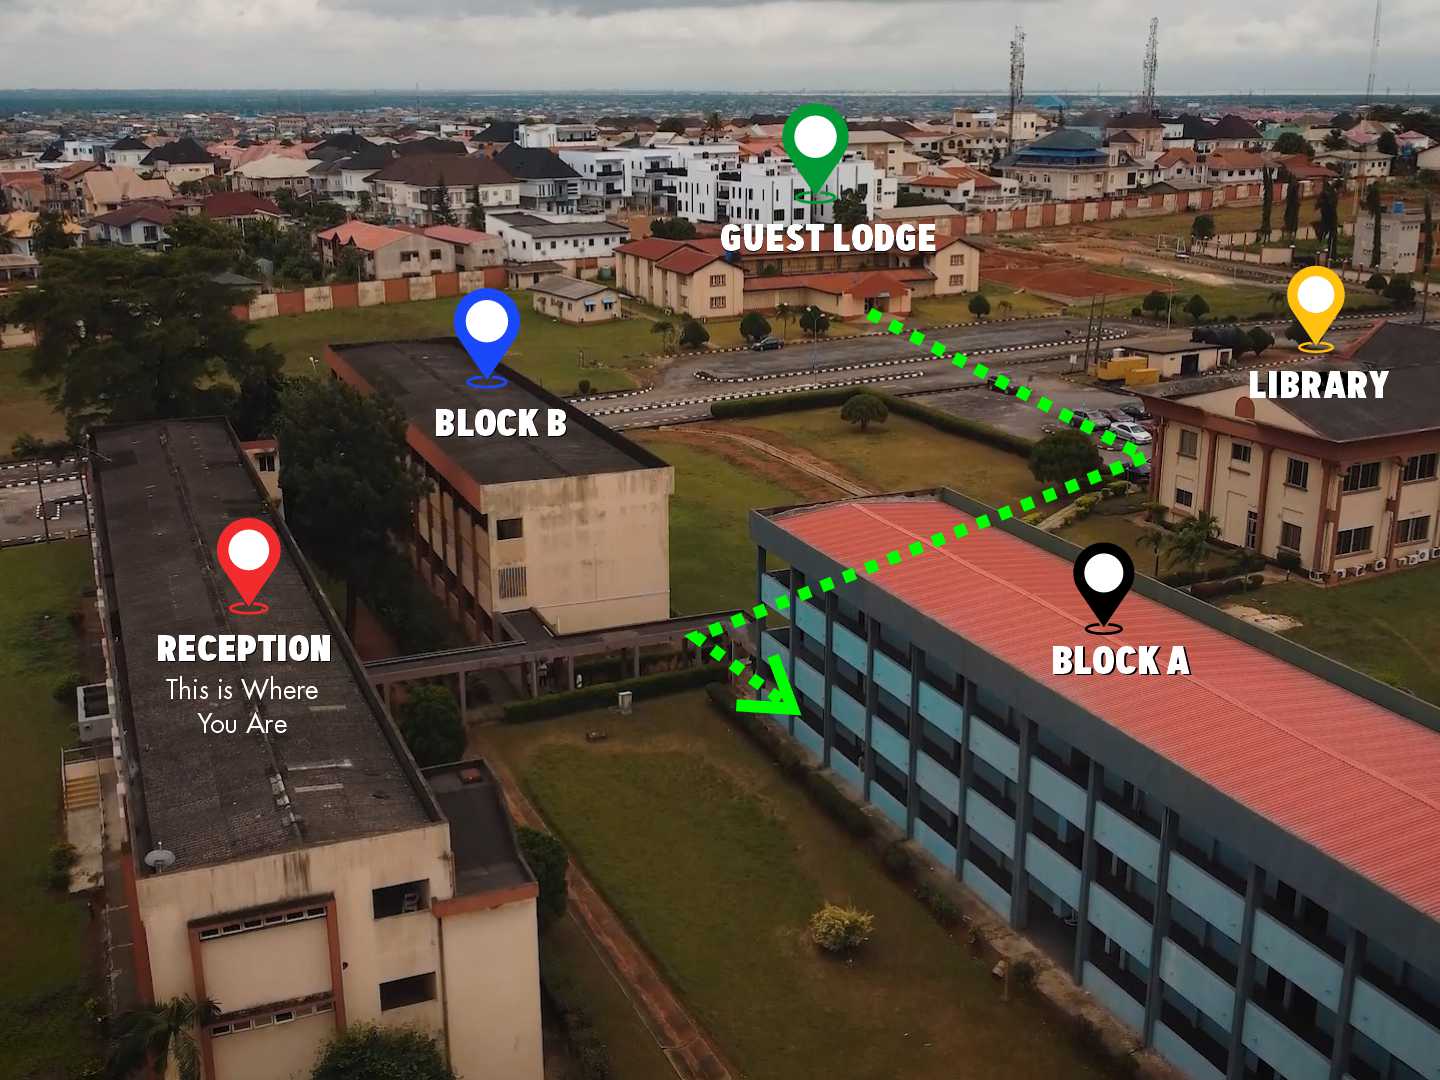 GUEST LODGE
LIBRARY
BLOCK B
RECEPTION
This is Where
You Are
BLOCK A